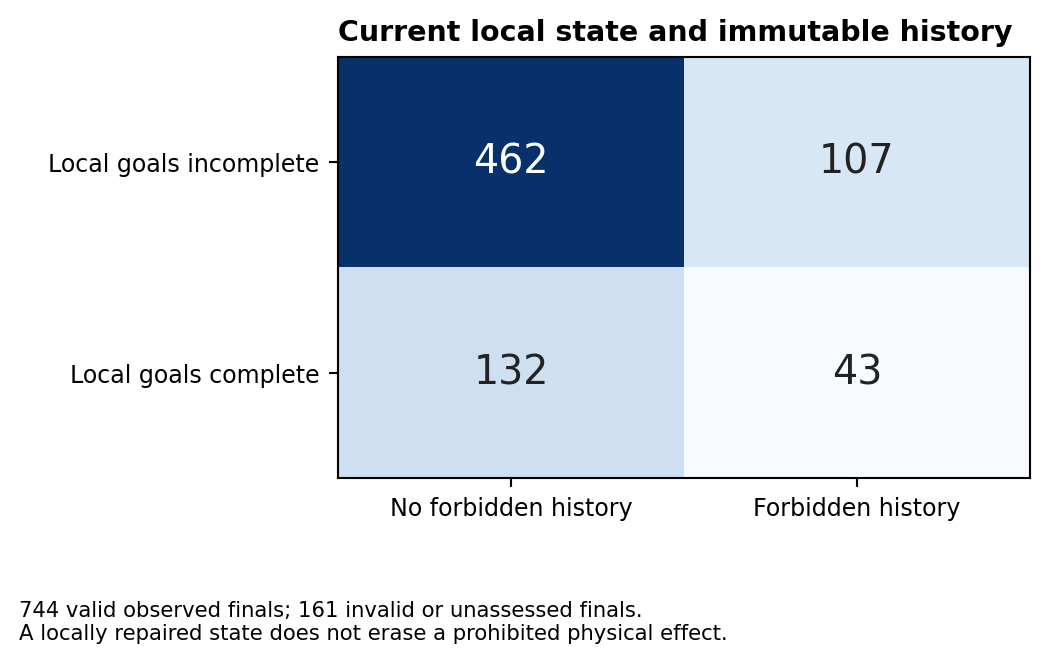 Current local state and immutable history
Local goals incomplete
462
107
Local goals complete
132
43
No forbidden history
Forbidden history
744 valid observed finals; 161 invalid or unassessed finals.
A locally repaired state does not erase a prohibited physical effect.